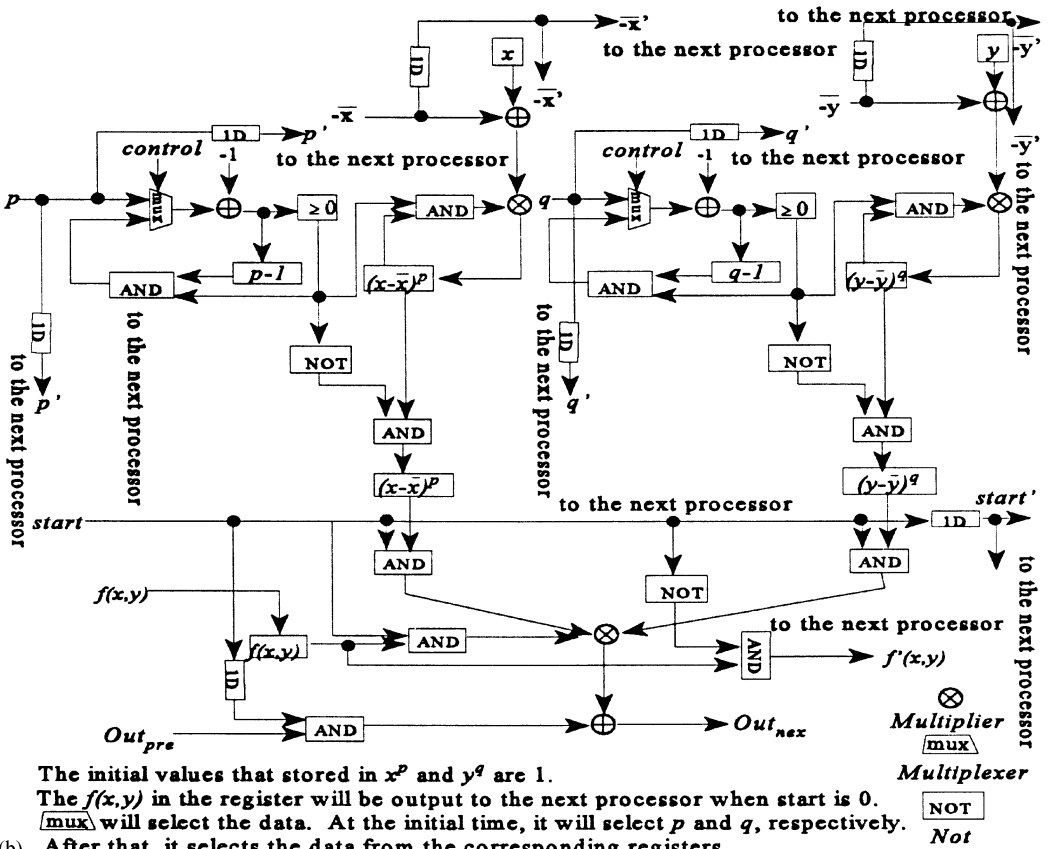 to the next processor
-x̅'
to the next processor
1D
x
y
-y̅'
1D
-x̅
-x̅'
-y̅
-y̅'
1D
p'
1D
q'
control
-1
to the next processor
control
-1
to the next processor
to the next processor
p
mux
≥0
AND
q
mux
≥0
AND
p-1
(x-x̅)ᵖ
q-1
(y-y̅)^q
AND
AND
1D
to the next processor
to the next processor
NOT
1D
to the next processor
NOT
p'
q'
AND
AND
(x-x̅)ᵖ
(y-y̅)^q
start
to the next processor
start'
1D
AND
AND
to the next processor
f(x,y)
NOT
f(x,y)
AND
to the next processor
AND
f'(x,y)
1D
Out_pre
AND
Out_nex
Multiplier
mux
Multiplexer
NOT
Not
The initial values that stored in xᵖ and y^q are 1.
The f(x,y) in the register will be output to the next processor when start is 0.
mux will select the data. At the initial time, it will select p and q, respectively.
(b) After that, it selects the data from the corresponding registers